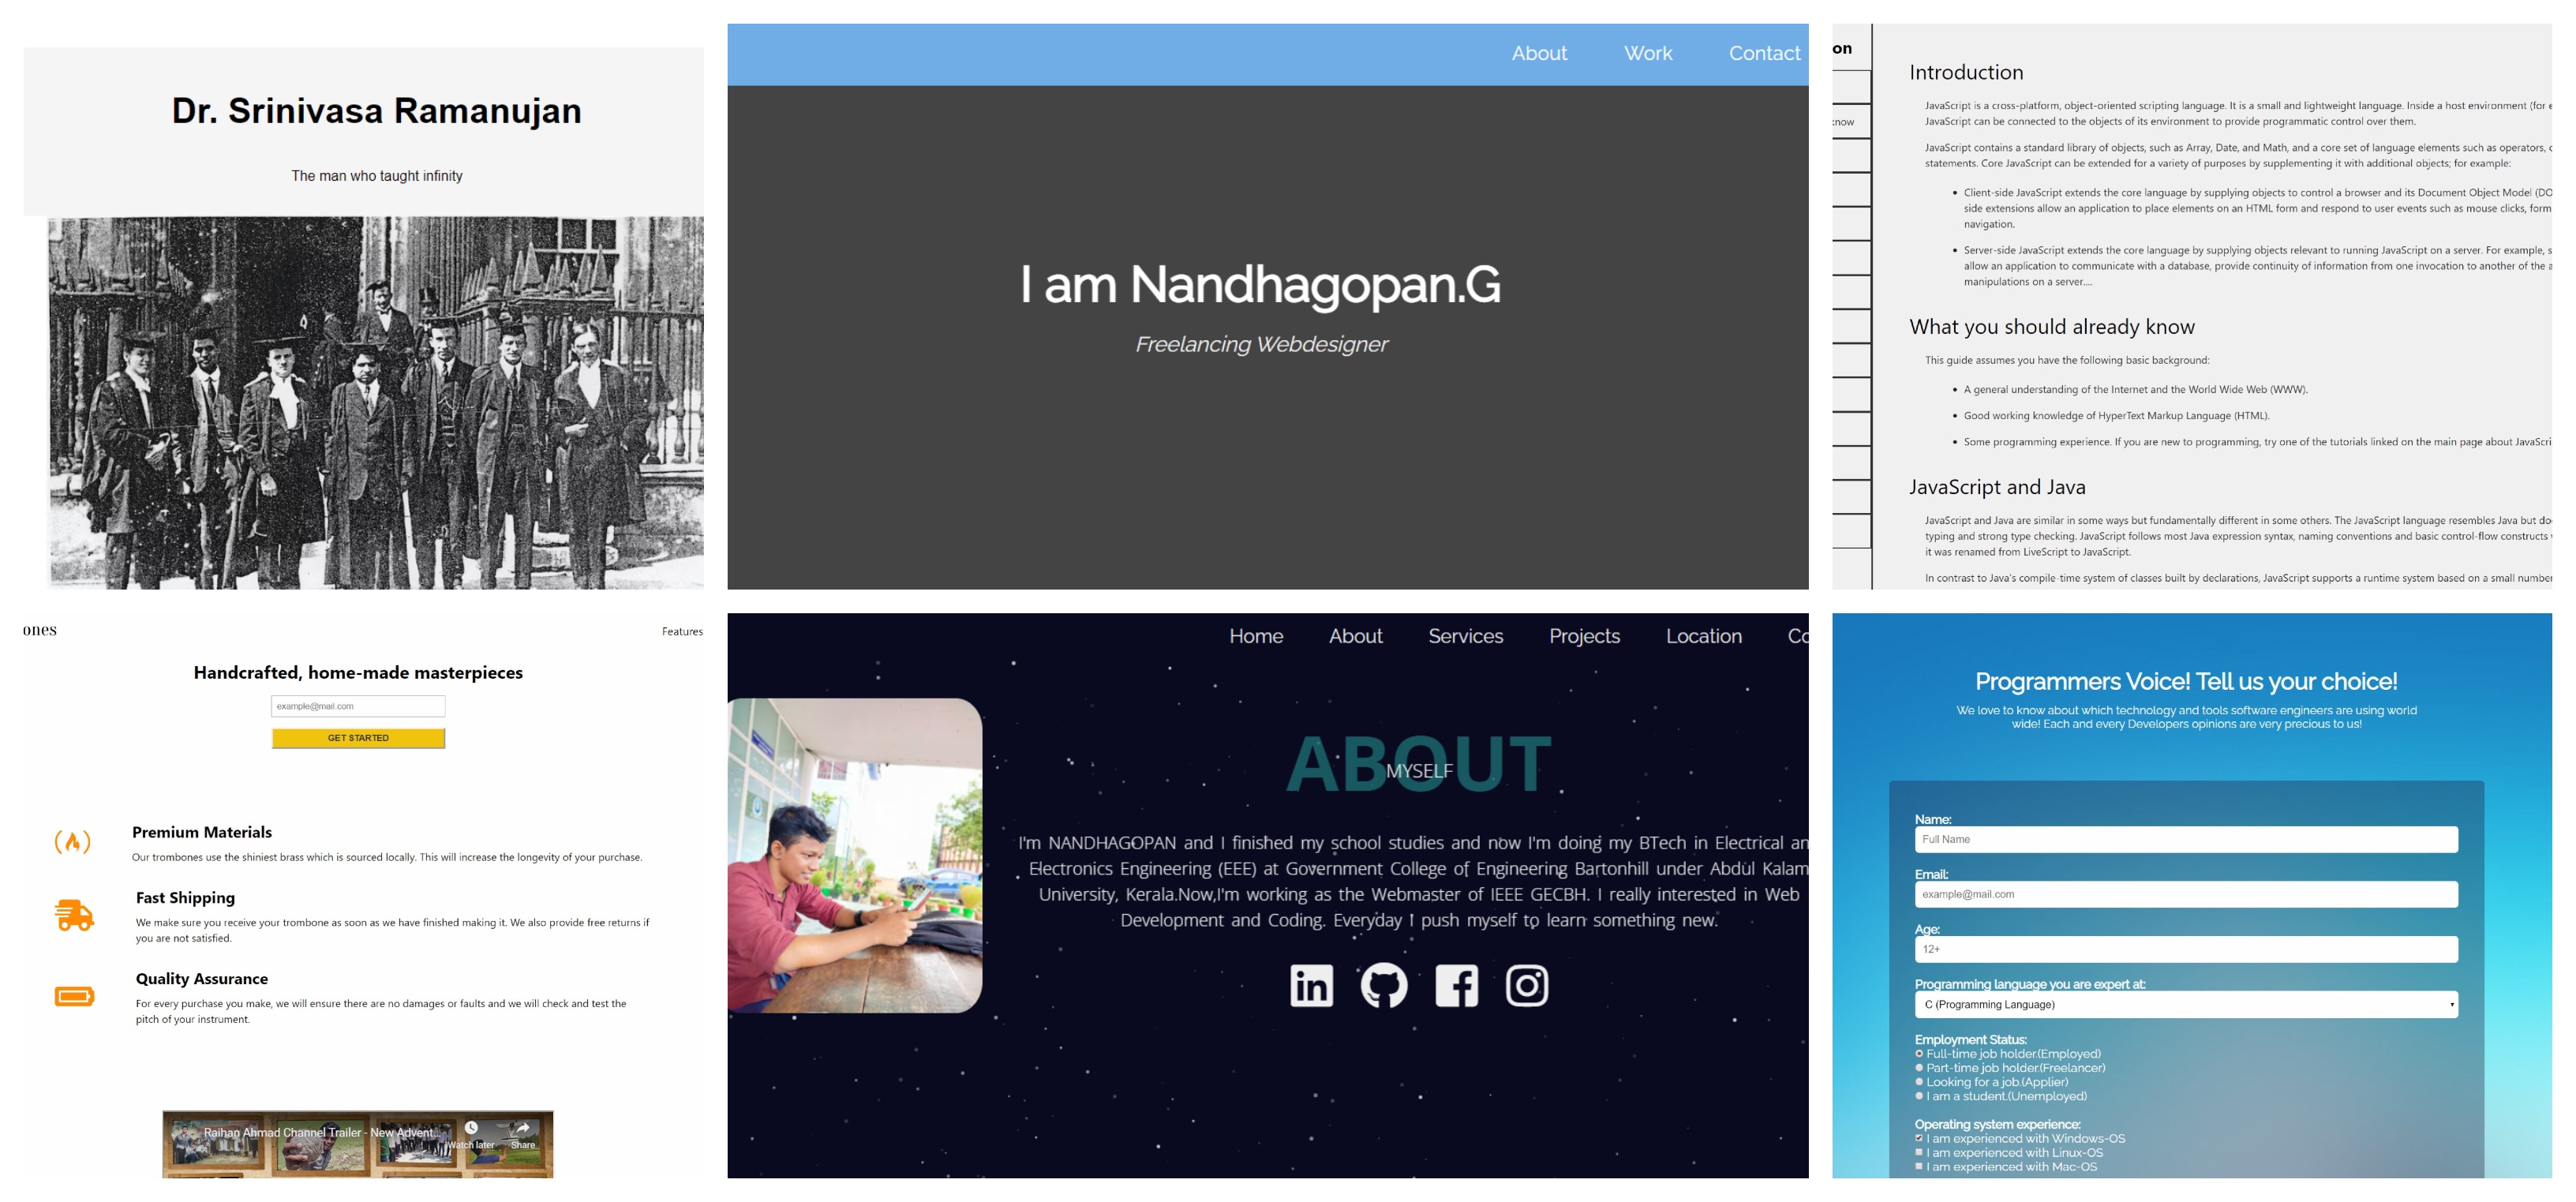 Dr. Srinivasa Ramanujan
The man who taught infinity
About Work Contact
I am Nandhagopan.G
Freelancing Webdesigner
on
know
Introduction
JavaScript is a cross-platform, object-oriented scripting language. It is a small and lightweight language. Inside a host environment (for
JavaScript can be connected to the objects of its environment to provide programmatic control over them.
JavaScript contains a standard library of objects, such as Array, Date, and Math, and a core set of language elements such as operators,
statements. Core JavaScript can be extended for a variety of purposes by supplementing it with additional objects; for example:
• Client-side JavaScript extends the core language by supplying objects to control a browser and its Document Object Model (DO
side extensions allow an application to place elements on an HTML form and respond to user events such as mouse clicks, form
navigation.
• Server-side JavaScript extends the core language by supplying objects relevant to running JavaScript on a server. For example, s
allow an application to communicate with a database, provide continuity of information from one invocation to another of the a
manipulations on a server....
What you should already know
This guide assumes you have the following basic background:
• A general understanding of the Internet and the World Wide Web (WWW).
• Good working knowledge of HyperText Markup Language (HTML).
• Some programming experience. If you are new to programming, try one of the tutorials linked on the main page about JavaScri
JavaScript and Java
JavaScript and Java are similar in some ways but fundamentally different in some others. The JavaScript language resembles Java but do
typing and strong type checking. JavaScript follows most Java expression syntax, naming conventions and basic control-flow constructs
it was renamed from LiveScript to JavaScript.
In contrast to Java's compile-time system of classes built by declarations, JavaScript supports a runtime system based on a small number
ones Features
Handcrafted, home-made masterpieces
example@mail.com
GET STARTED
Premium Materials
Our trombones use the shiniest brass which is sourced locally. This will increase the longevity of your purchase.
Fast Shipping
We make sure you receive your trombone as soon as we have finished making it. We also provide free returns if
you are not satisfied.
Quality Assurance
For every purchase you make, we will ensure there are no damages or faults and we will check and test the
pitch of your instrument.
Raihan Ahmad Channel Trailer - New Advent...
Watch later Share
Home About Services Projects Location Co
ABOUT
MYSELF
I'm NANDHAGOPAN and I finished my school studies and now I'm doing my BTech in Electrical an
Electronics Engineering (EEE) at Government College of Engineering Bartonhill under Abdul Kalam
University, Kerala.Now,I'm working as the Webmaster of IEEE GECBH. I really interested in Web
Development and Coding. Everyday I push myself to learn something new.
in
Programmers Voice! Tell us your choice!
We love to know about which technology and tools software engineers are using world
wide! Each and every Developers opinions are very precious to us!
Name:
Full Name
Email:
example@mail.com
Age:
12+
Programming language you are expert at:
C (Programming Language)
Employment Status:
Full-time job holder.(Employed)
Part-time job holder.(Freelancer)
Looking for a job.(Applier)
I am a student.(Unemployed)
Operating system experience:
I am experienced with Windows-OS
I am experienced with Linux-OS
I am experienced with Mac-OS